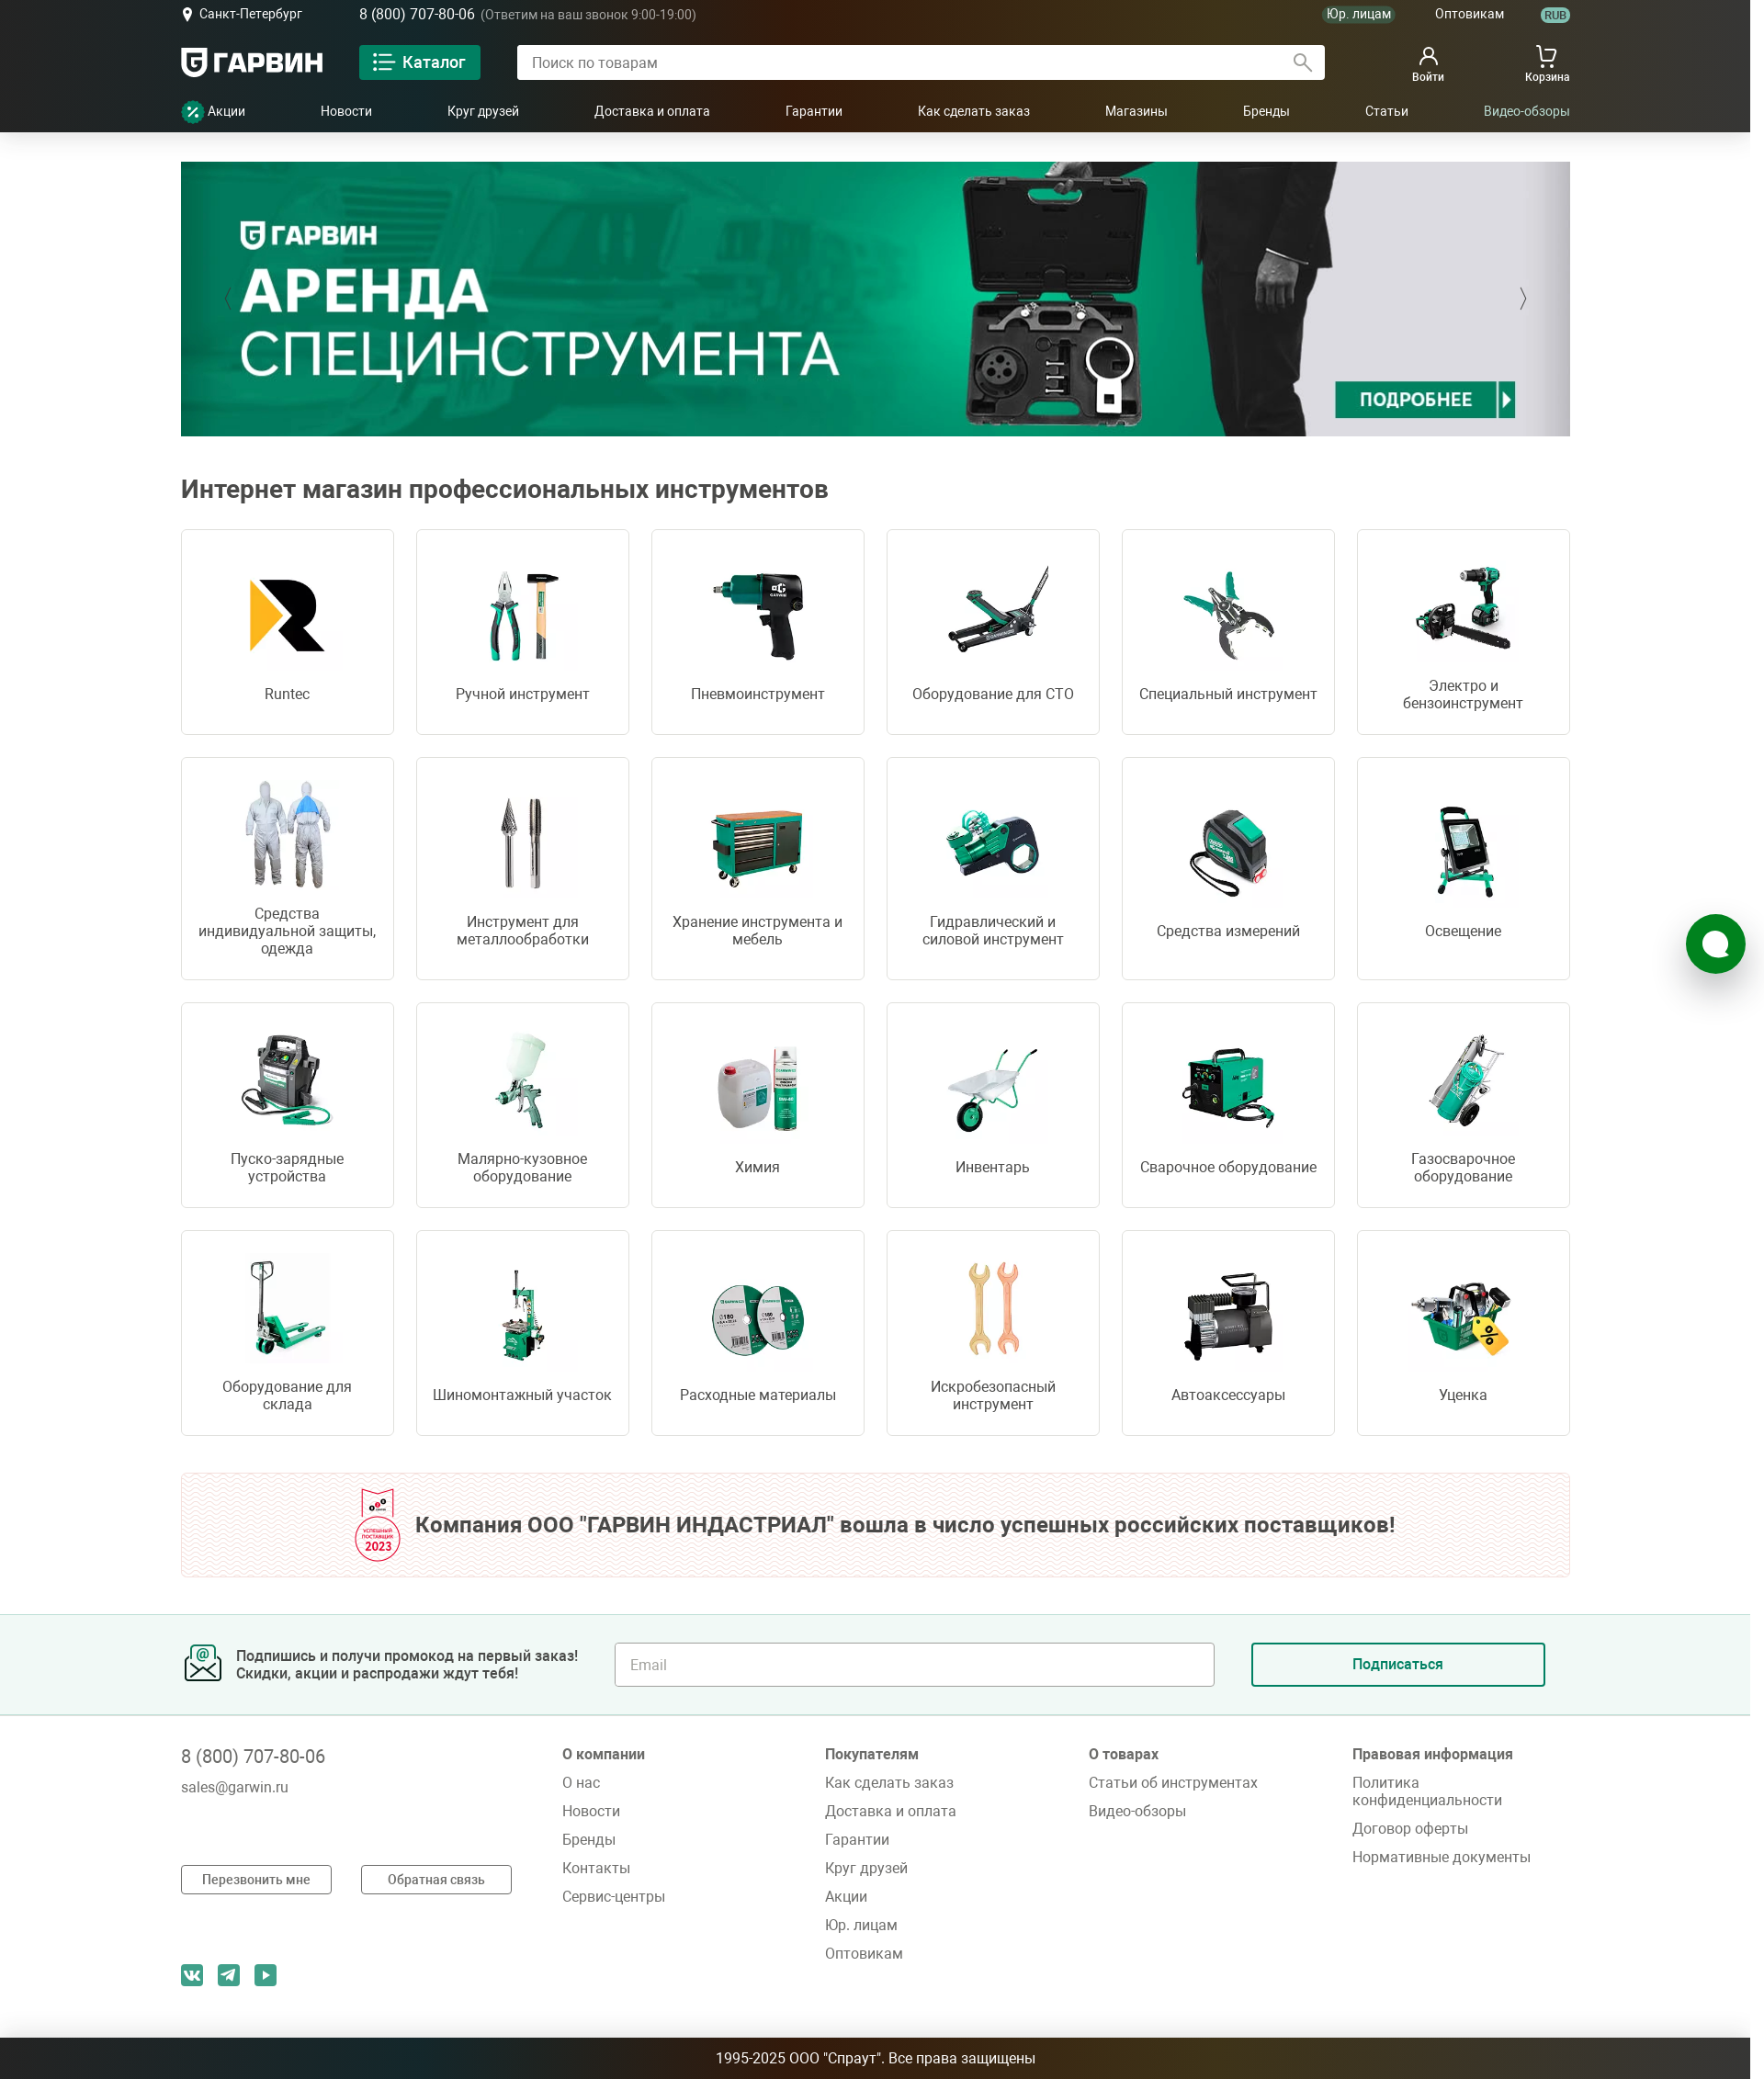 Санкт-Петербург
8 (800) 707-80-06 (Ответим на ваш звонок 9:00-19:00)
Юр. лицам
Оптовикам
RUB
ГАРВИН
Каталог
Поиск по товарам
Войти
Корзина
Акции
Новости
Круг друзей
Доставка и оплата
Гарантии
Как сделать заказ
Магазины
Бренды
Статьи
Видео-обзоры
ГАРВИН
АРЕНДА
СПЕЦИНСТРУМЕНТА
ПОДРОБНЕЕ
Интернет магазин профессиональных инструментов
Runtec
Ручной инструмент
Пневмоинструмент
Оборудование для СТО
Специальный инструмент
Электро и
бензоинструмент
Средства
индивидуальной защиты,
одежда
Инструмент для
металлообработки
Хранение инструмента и
мебель
Гидравлический и
силовой инструмент
Средства измерений
Освещение
Пуско-зарядные
устройства
Малярно-кузовное
оборудование
Химия
Инвентарь
Сварочное оборудование
Газосварочное
оборудование
Оборудование для
склада
Шиномонтажный участок
Расходные материалы
Искробезопасный
инструмент
Автоаксессуары
Уценка
УСПЕШНЫЙ
ПОСТАВЩИК
2023
Компания ООО "ГАРВИН ИНДАСТРИАЛ" вошла в число успешных российских поставщиков!
Подпишись и получи промокод на первый заказ!
Скидки, акции и распродажи ждут тебя!
Email
Подписаться
8 (800) 707-80-06
sales@garwin.ru
Перезвонить мне
Обратная связь
О компании
О нас
Новости
Бренды
Контакты
Сервис-центры
Покупателям
Как сделать заказ
Доставка и оплата
Гарантии
Круг друзей
Акции
Юр. лицам
Оптовикам
О товарах
Статьи об инструментах
Видео-обзоры
Правовая информация
Политика
конфиденциальности
Договор оферты
Нормативные документы
1995-2025 ООО "Спраут". Все права защищены